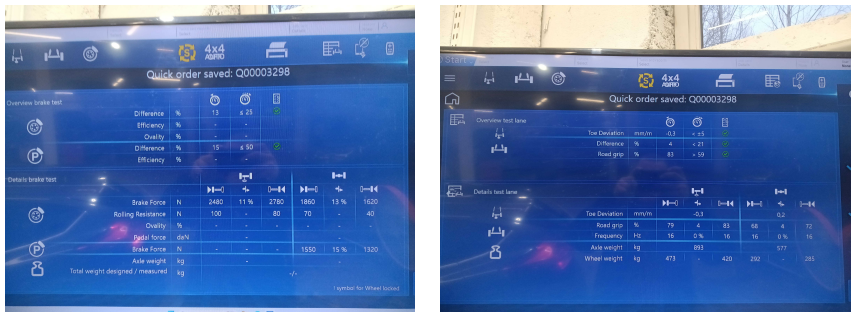 4x4
Quick order saved: Q00003298
Overview brake test
Difference % 13 ≤ 25
Efficiency % - -
Ovality % - -
Difference % 15 ≤ 50
Efficiency % - -
Details brake test
Brake Force N 2480 11 % 2780 1860 13 % 1620
Rolling Resistance N 100 - 80 70 - 40
Ovality % - - - - - -
Pedal force daN - -
Brake Force N - - - 1550 15 % 1320
Axle weight kg - -
Total weight designed / measured kg -/-
! symbol for Wheel locked
Start
4x4
Quick order saved: Q00003298
Overview test lane
Toe Deviation mm/m -0,3 < ±5
Difference % 4 < 21
Road grip % 83 > 59
Details test lane
Toe Deviation mm/m -0,3 0,2
Road grip % 79 4 83 68 4 72
Frequency Hz 16 0 % 16 16 0 % 16
Axle weight kg 893 577
Wheel weight kg 473 - 420 292 - 285